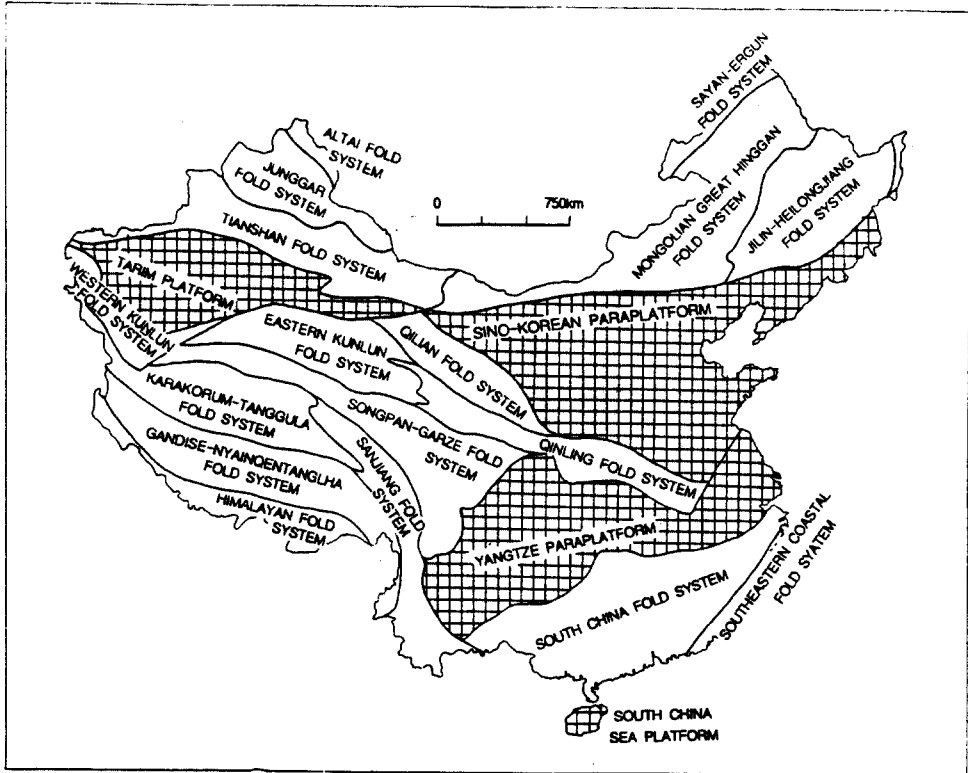 SAYAN-ERGUN
FOLD SYSTEM
ALTAI FOLD
SYSTEM
JUNGGAR
FOLD SYSTEM
0 750km
MONGOLIAN GREAT HINGGAN
FOLD SYSTEM
JILIN-HEILONGJIANG
FOLD SYSTEM
TIANSHAN FOLD SYSTEM
TARIM PLATFORM
WESTERN KUNLUN
FOLD SYSTEM
EASTERN KUNLUN
FOLD SYSTEM
QILIAN FOLD SYSTEM
SINO-KOREAN PARAPLATFORM
KARAKORUM-TANGGULA
FOLD SYSTEM
SONGPAN-GARZE FOLD
SYSTEM
SANJIANG FOLD
SYSTEM
QINLING FOLD SYSTEM
GANDISE-NYAINQENTANGLHA
FOLD SYSTEM
HIMALAYAN FOLD
SYSTEM
YANGTZE PARAPLATFORM
SOUTH CHINA FOLD SYSTEM
SOUTHEASTERN COASTAL
FOLD SYATEM
SOUTH CHINA
SEA PLATFORM